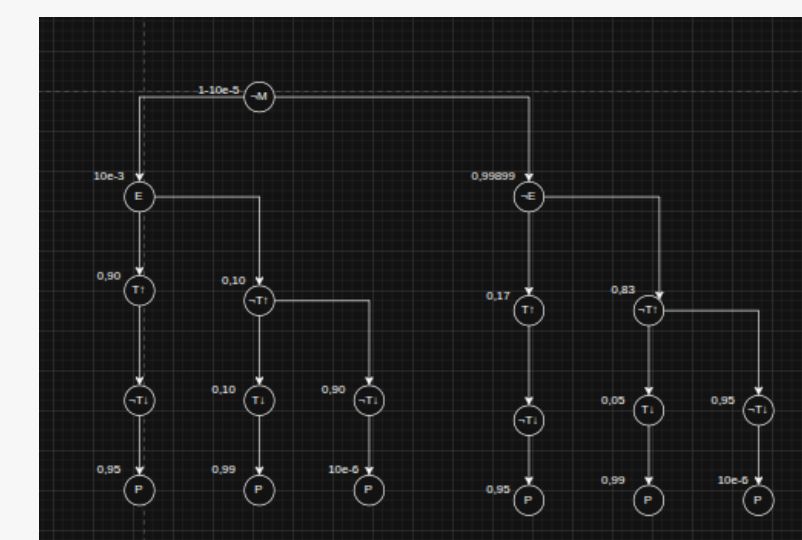 1-10e-5 ¬M
10e-3 0,99899
E ¬E
0,90 0,10 0,17 0,83
T↑ ¬T↑ T↑ ¬T↑
0,10 0,90 0,05 0,95
¬T↓ T↓ ¬T↓ ¬T↓ T↓ ¬T↓
0,95 0,99 10e-6 0,95 0,99 10e-6
P P P P P P